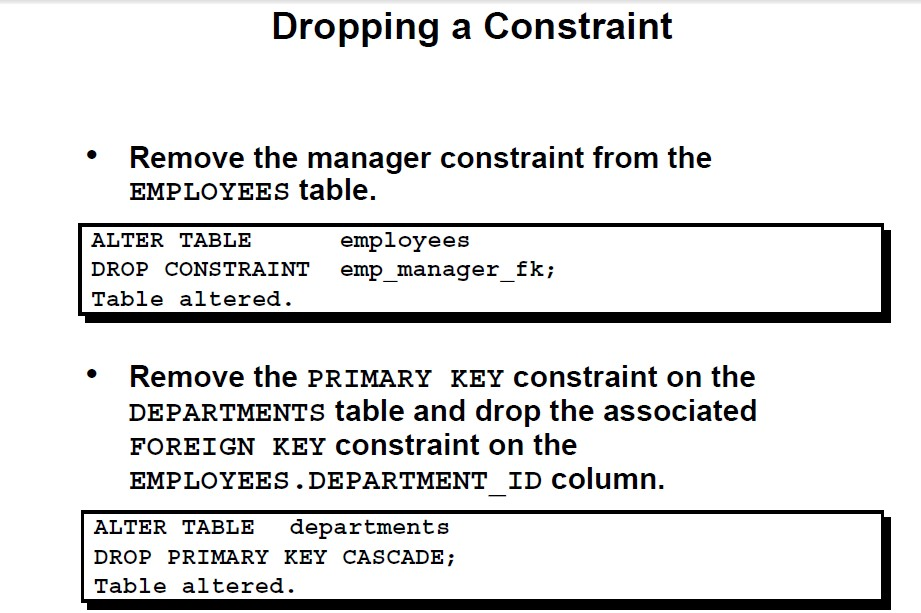 Dropping a Constraint
• Remove the manager constraint from the
EMPLOYEES table.
ALTER TABLE employees
DROP CONSTRAINT emp_manager_fk;
Table altered.
• Remove the PRIMARY KEY constraint on the
DEPARTMENTS table and drop the associated
FOREIGN KEY constraint on the
EMPLOYEES.DEPARTMENT_ID column.
ALTER TABLE departments
DROP PRIMARY KEY CASCADE;
Table altered.